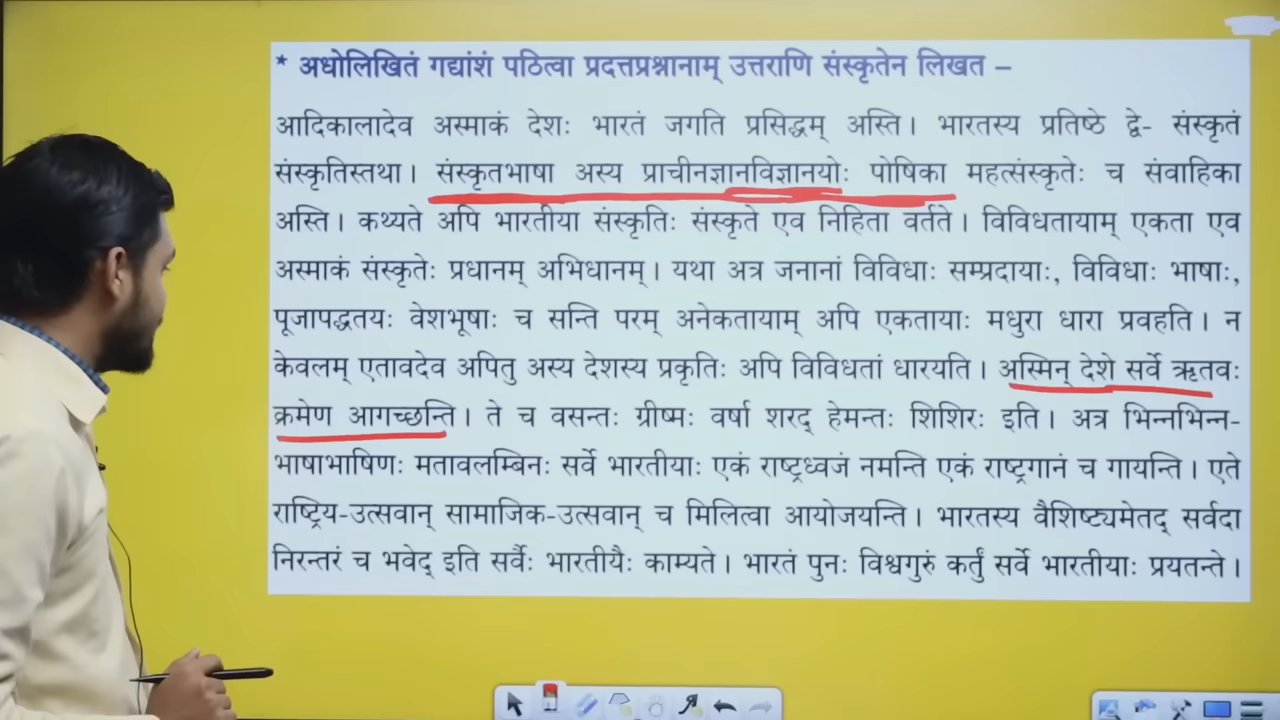 * अधोलिखितं गद्यांशं पठित्वा प्रदत्तप्रश्नानाम् उत्तराणि संस्कृतेन लिखत –
आदिकालादेव अस्माकं देशः भारतं जगति प्रसिद्धम् अस्ति। भारतस्य प्रतिष्ठे द्वे- संस्कृतं
संस्कृतिस्तथा। संस्कृतभाषा अस्य प्राचीनज्ञानविज्ञानयोः पोषिका महत्संस्कृतेः च संवाहिका
अस्ति। कथ्यते अपि भारतीया संस्कृतिः संस्कृते एव निहिता वर्तते। विविधतायाम् एकता एव
अस्माकं संस्कृतेः प्रधानम् अभिधानम्। यथा अत्र जनानां विविधाः सम्प्रदायाः, विविधाः भाषाः,
पूजापद्धतयः वेशभूषाः च सन्ति परम् अनेकतायाम् अपि एकतायाः मधुरा धारा प्रवहति। न
केवलम् एतावदेव अपितु अस्य देशस्य प्रकृतिः अपि विविधतां धारयति। अस्मिन् देशे सर्वे ऋतवः
क्रमेण आगच्छन्ति। ते च वसन्तः ग्रीष्मः वर्षा शरद् हेमन्तः शिशिरः इति। अत्र भिन्नभिन्न-
भाषाभाषिणः मतावलम्बिनः सर्वे भारतीयाः एकं राष्ट्रध्वजं नमन्ति एकं राष्ट्रगानं च गायन्ति। एते
राष्ट्रिय-उत्सवान् सामाजिक-उत्सवान् च मिलित्वा आयोजयन्ति। भारतस्य वैशिष्ट्यमेतद् सर्वदा
निरन्तरं च भवेद् इति सर्वैः भारतीयैः काम्यते। भारतं पुनः विश्वगुरुं कर्तुं सर्वे भारतीयाः प्रयतन्ते।